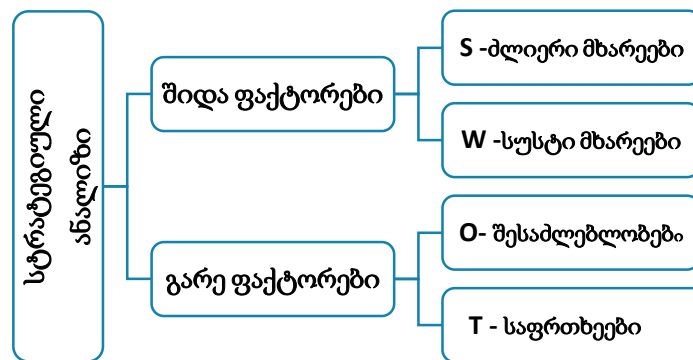 სტრატეგიული
ანალიზი
შიდა ფაქტორები
S -ძლიერი მხარეები
W -სუსტი მხარეები
გარე ფაქტორები
O- შესაძლებლობები
T - საფრთხეები